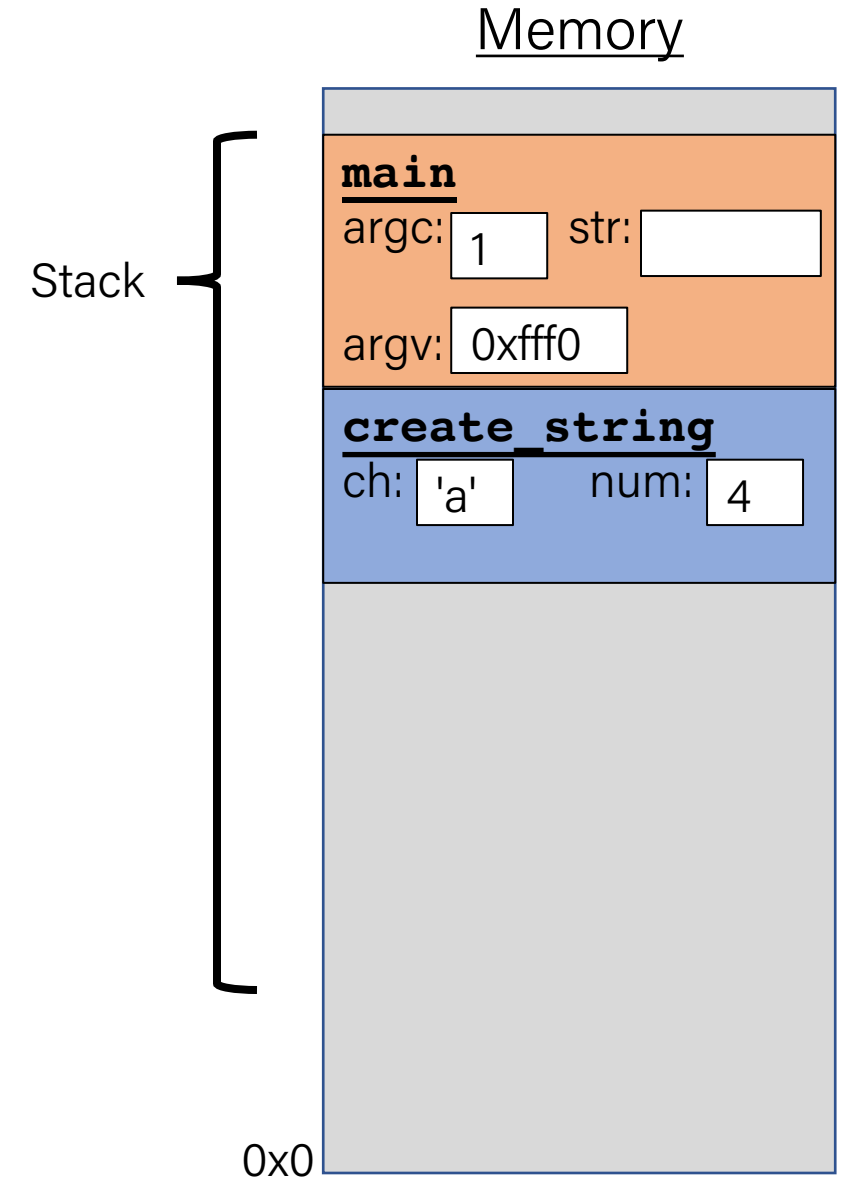 Memory
main
argc: 1 str:
Stack
argv: 0xfff0
create_string
ch: 'a' num: 4
0x0